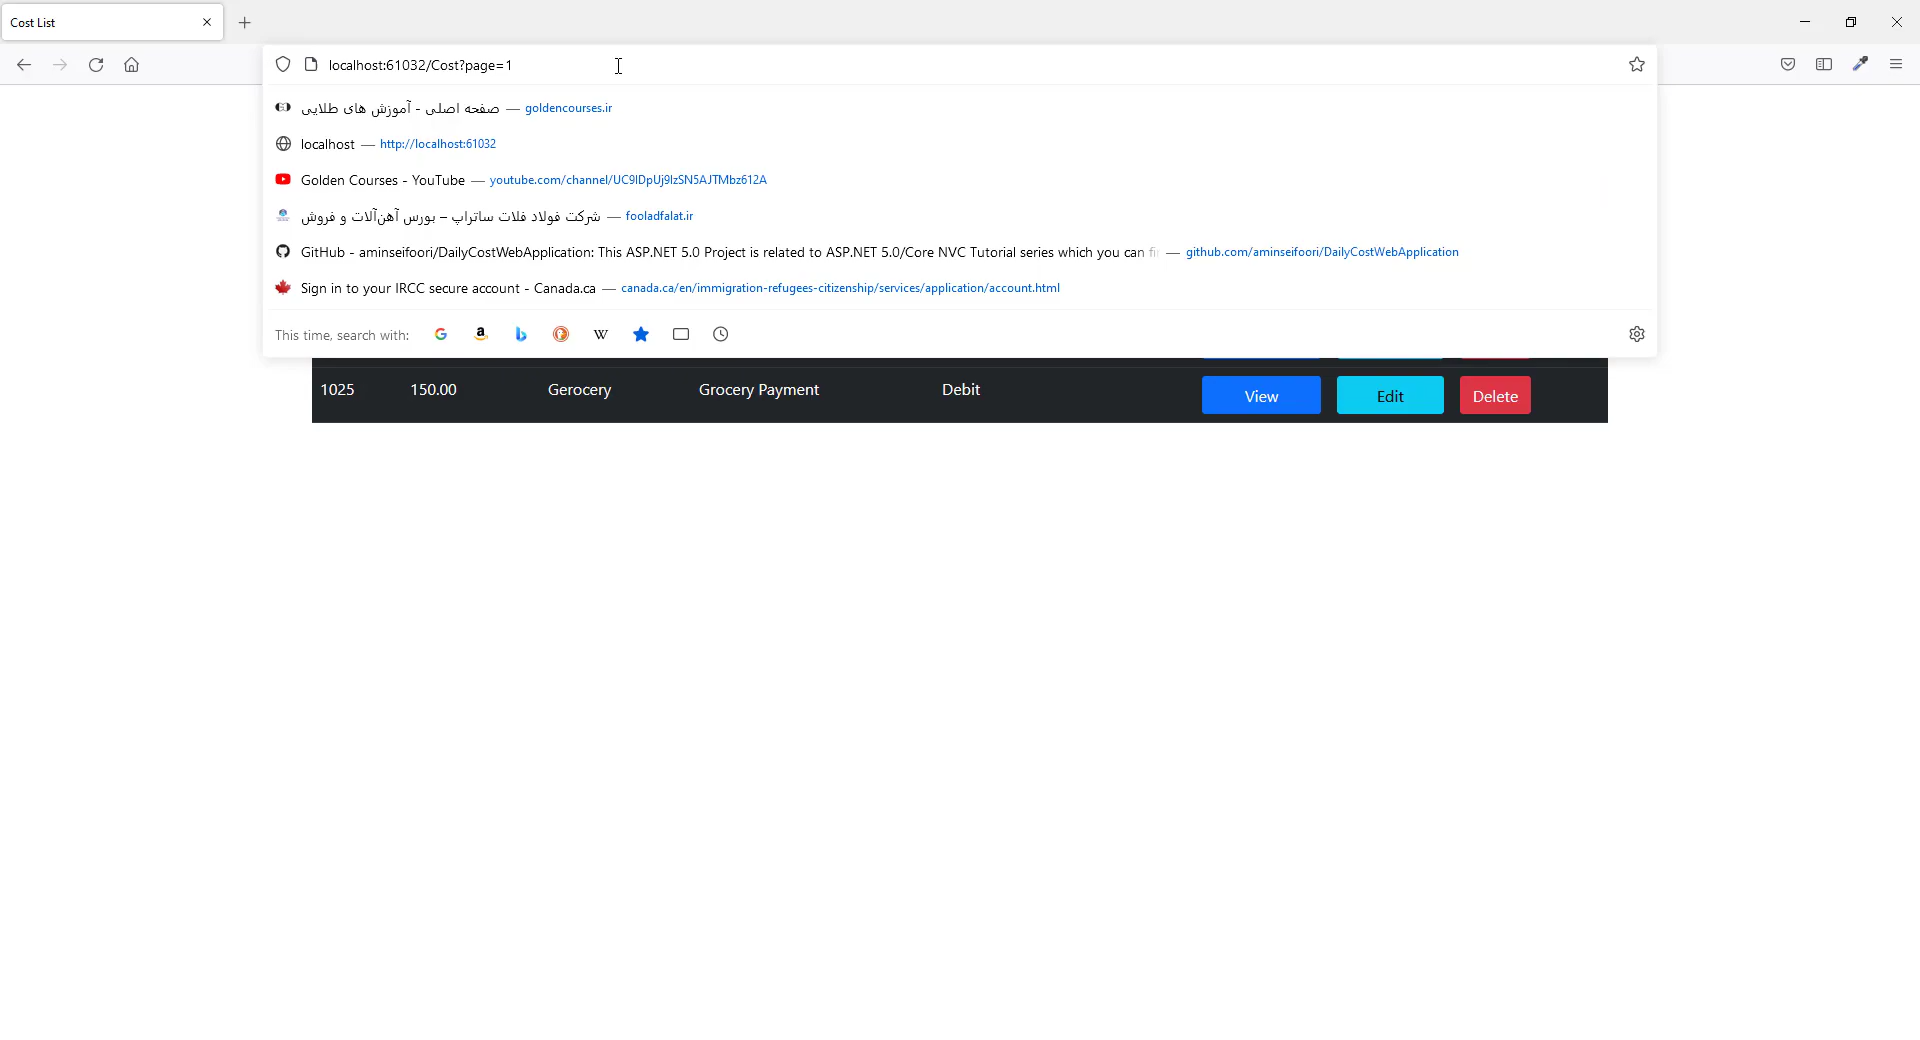 Cost List
localhost:61032/Cost?page=1
صفحه اصلی - آموزش های طلایی — goldencourses.ir
localhost — http://localhost:61032
Golden Courses - YouTube — youtube.com/channel/UC9IDpUj9lzSN5AJTMbz612A
شرکت فولاد فلات ساتراپ – بورس آهن‌آلات و فروش — fooladfalat.ir
GitHub - aminseifoori/DailyCostWebApplication: This ASP.NET 5.0 Project is related to ASP.NET 5.0/Core NVC Tutorial series which you can fi — github.com/aminseifoori/DailyCostWebApplication
Sign in to your IRCC secure account - Canada.ca — canada.ca/en/immigration-refugees-citizenship/services/application/account.html
This time, search with:
1025 150.00 Gerocery Grocery Payment Debit View Edit Delete